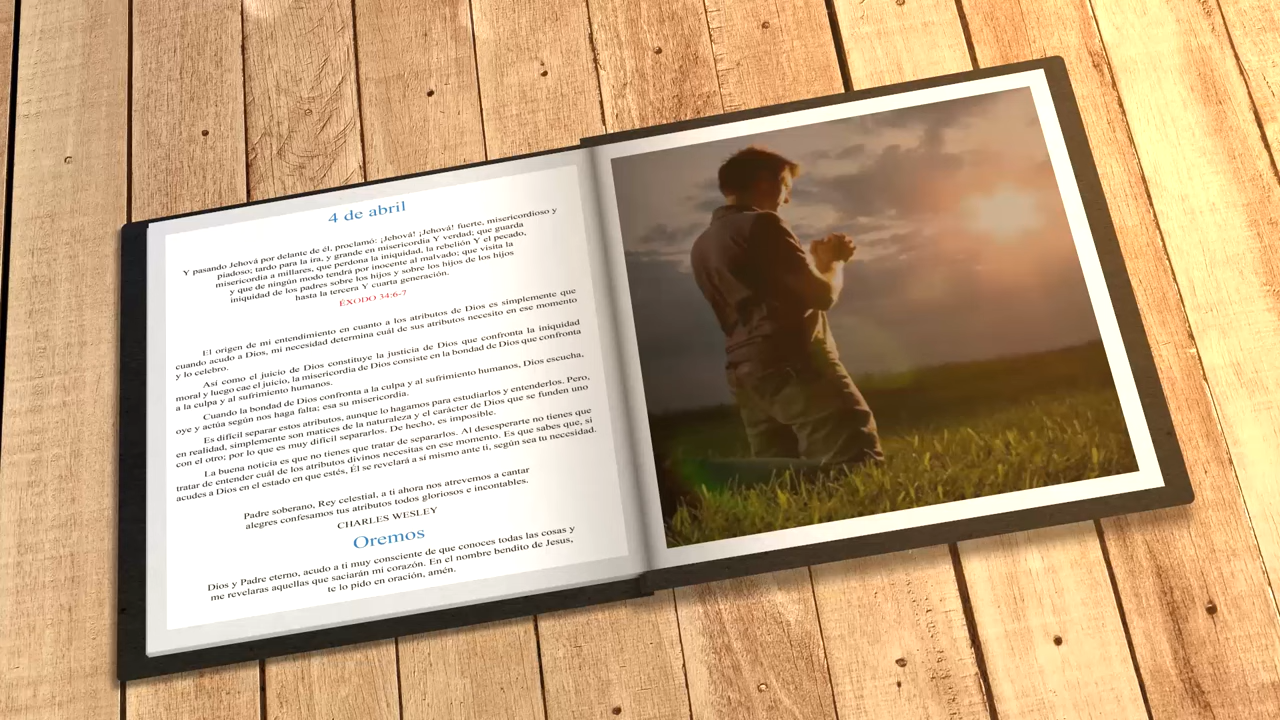 4 de abril
Y pasando Jehová por delante de él, proclamó: ¡Jehová! ¡Jehová! fuerte, misericordioso y
piadoso; tardo para la ira, y grande en misericordia Y verdad; que guarda
misericordia a millares, que perdona la iniquidad, la rebelión Y el pecado,
y que de ningún modo tendrá por inocente al malvado; que visita la
iniquidad de los padres sobre los hijos y sobre los hijos de los hijos
hasta la tercera Y cuarta generación.
ÉXODO 34:6-7
El origen de mi entendimiento en cuanto a los atributos de Dios es simplemente que
cuando acudo a Dios, mi necesidad determina cuál de sus atributos necesito en ese momento
y lo celebro.
Así como el juicio de Dios constituye la justicia de Dios que confronta la iniquidad
moral y luego cae el juicio, la misericordia de Dios consiste en la bondad de Dios que confronta
a la culpa y al sufrimiento humanos.
Cuando la bondad de Dios confronta a la culpa y al sufrimiento humanos, Dios escucha,
oye y actúa según nos haga falta; esa su misericordia.
Es difícil separar estos atributos, aunque lo hagamos para estudiarlos y entenderlos. Pero,
en realidad, simplemente son matices de la naturaleza y el carácter de Dios que se funden uno
con el otro; por lo que es muy difícil separarlos. De hecho, es imposible.
La buena noticia es que no tienes que tratar de separarlos. Al desesperarte no tienes que
tratar de entender cuál de los atributos divinos necesitas en ese momento. Es que sabes que, si
acudes a Dios en el estado en que estés, Él se revelará a sí mismo ante ti, según sea tu necesidad.
Padre soberano, Rey celestial, a ti ahora nos atrevemos a cantar
alegres confesamos tus atributos todos gloriosos e incontables.
CHARLES WESLEY
Oremos
Dios y Padre eterno, acudo a ti muy consciente de que conoces todas las cosas y
me revelaras aquellas que saciarán mi corazón. En el nombre bendito de Jesus,
te lo pido en oración, amén.